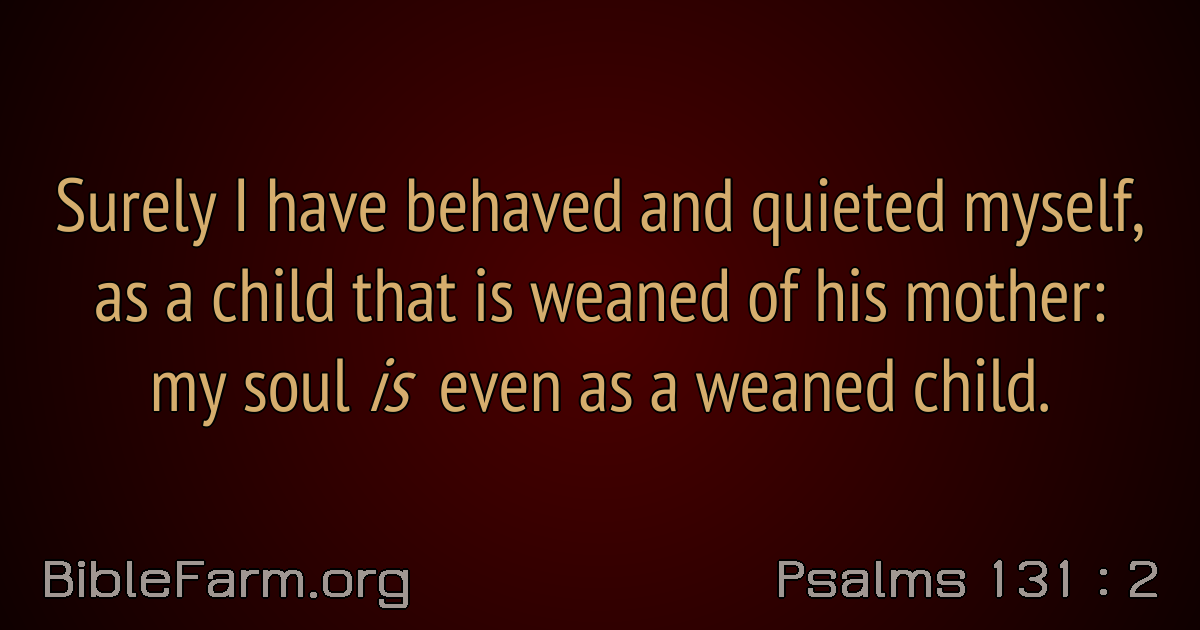 Surely I have behaved and quieted myself,
as a child that is weaned of his mother:
my soul is even as a weaned child.
BibleFarm.org
Psalms 131 : 2